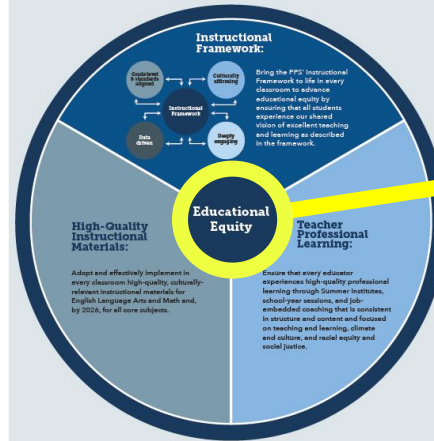 Instructional
Framework:
Grade level
& standards
aligned
Culturally
affirming
Instructional
Framework
Data
driven
Deeply
engaging
Bring the PPS' Instructional
Framework to life in every
classroom to advance
educational equity by
ensuring that all students
experience our shared
vision of excellent teaching
and learning as described
in the framework.
Educational
Equity
High-Quality
Instructional
Materials:
Adopt and effectively implement in
every classroom high-quality, culturally-
relevant instructional materials for
English Language Arts and Math and,
by 2026, for all core subjects.
Teacher
Professional
Learning:
Ensure that every educator
experiences high-quality professional
learning through Summer Institutes,
school-year sessions, and job-
embedded coaching that is consistent
in structure and content and focused
on teaching and learning, climate
and culture, and racial equity and
social justice.